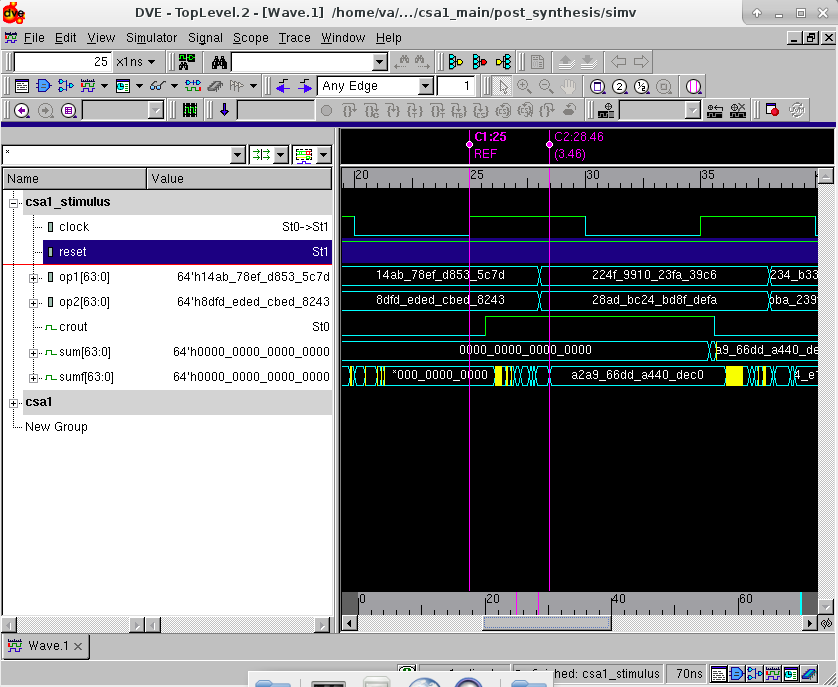 dve DVE - TopLevel.2 - [Wave.1] /home/va/.../csa1_main/post_synthesis/simv
File Edit View Simulator Signal Scope Trace Window Help
25 x1ns
Any Edge 1
C1:25 C2:28.46
REF (3.46)
*
Name Value 20 25 30 35
csa1_stimulus
clock St0->St1
reset St1
op1[63:0] 64'h14ab_78ef_d853_5c7d 14ab_78ef_d853_5c7d 224f_9910_23fa_39c6 234_b33
op2[63:0] 64'h8dfd_eded_cbed_8243 8dfd_eded_cbed_8243 28ad_bc24_bd8f_defa
crout St0
sum[63:0] 64'h0000_0000_0000_0000 0000_0000_0000_0000 a9_66dd_a440_de
sumf[63:0] 64'h0000_0000_0000_0000 *000_0000_0000 a2a9_66dd_a440_dec0
csa1
New Group
0 20 40 60
Wave.1
hed: csa1_stimulus 70ns